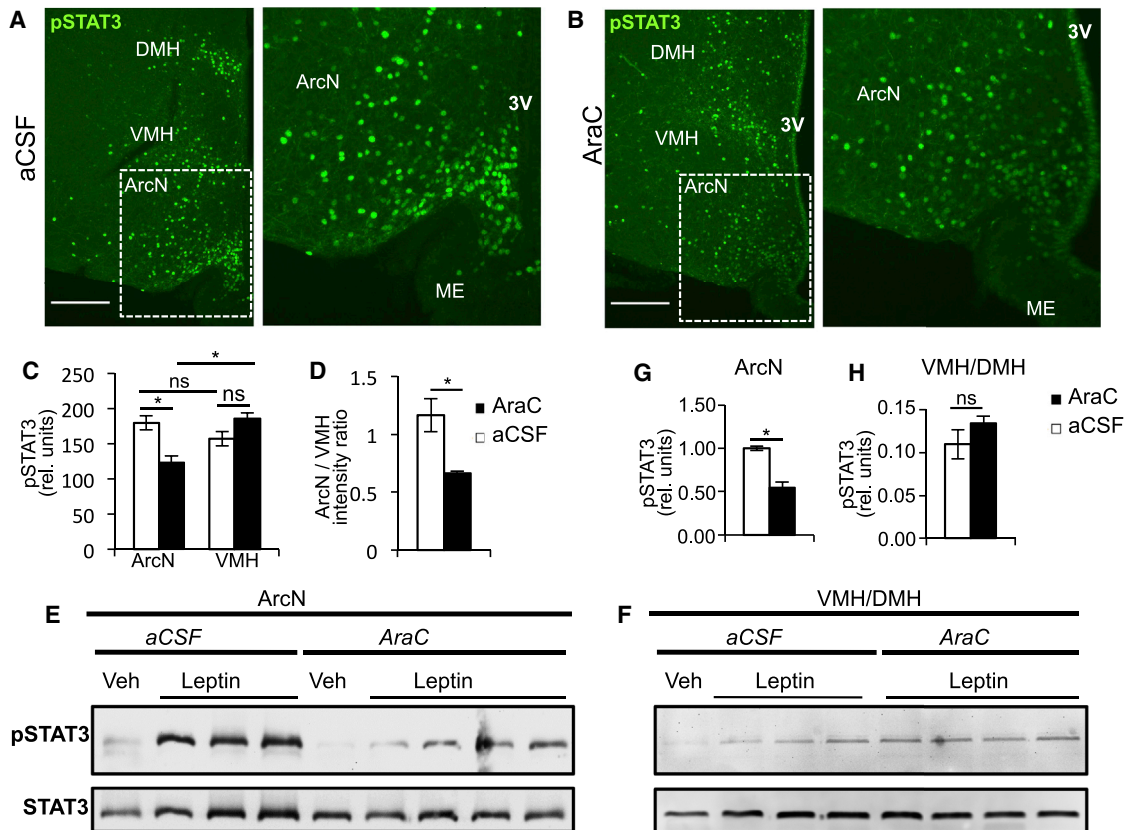 A
pSTAT3
DMH
VMH
ArcN
aCSF
ArcN
3V
ME
B
pSTAT3
DMH
VMH
3V
ArcN
AraC
ArcN
3V
ME
C
*
ns
*
ns
250
200
150
100
50
0
pSTAT3
(rel. units)
ArcN
VMH
D
1.5
1
0.5
0
ArcN / VMH
intensity ratio
*
AraC
aCSF
G
ArcN
1.50
1.00
0.50
0.00
pSTAT3
(rel. units)
*
H
VMH/DMH
0.15
0.10
0.05
0.00
pSTAT3
(rel. units)
ns
AraC
aCSF
E
ArcN
aCSF AraC
Veh Leptin Veh Leptin
pSTAT3
STAT3
F
VMH/DMH
aCSF AraC
Veh Leptin Leptin